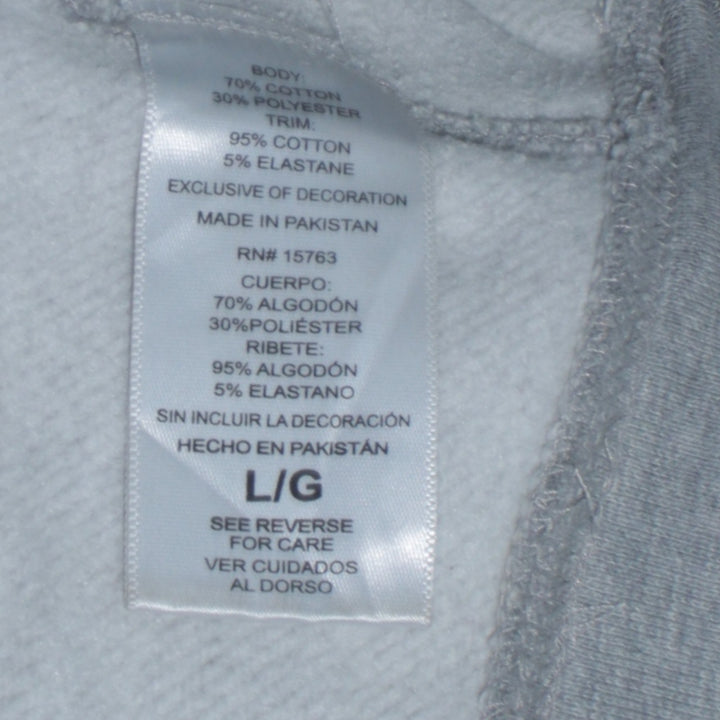 BODY:
70% COTTON
30% POLYESTER
TRIM:
95% COTTON
5% ELASTANE
EXCLUSIVE OF DECORATION
MADE IN PAKISTAN
RN# 15763
CUERPO:
70% ALGODÓN
30%POLIÉSTER
RIBETE:
95% ALGODÓN
5% ELASTANO
SIN INCLUIR LA DECORACIÓN
HECHO EN PAKISTÁN
L/G
SEE REVERSE
FOR CARE
VER CUIDADOS
AL DORSO